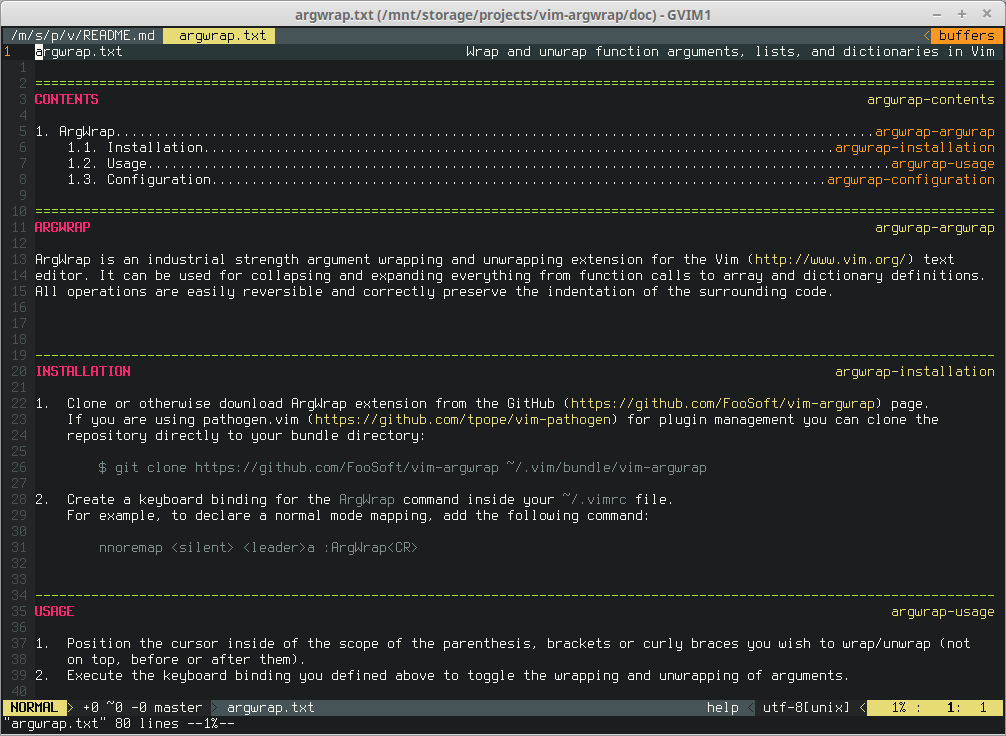 argwrap.txt (/mnt/storage/projects/vim-argwrap/doc) - GVIM1
/m/s/p/v/README.md argwrap.txt < buffers
1 argwrap.txt Wrap and unwrap function arguments, lists, and dictionaries in Vim
1
2 ========================================================================================================================
3 CONTENTS argwrap-contents
4
5 1. ArgWrap...............................................................................................argwrap-argwrap
6 1.1. Installation...............................................................................argwrap-installation
7 1.2. Usage.............................................................................................argwrap-usage
8 1.3. Configuration.............................................................................argwrap-configuration
9
10 ========================================================================================================================
11 ARGWRAP argwrap-argwrap
12
13 ArgWrap is an industrial strength argument wrapping and unwrapping extension for the Vim (http://www.vim.org/) text
14 editor. It can be used for collapsing and expanding everything from function calls to array and dictionary definitions.
15 All operations are easily reversible and correctly preserve the indentation of the surrounding code.
16
17
18
19 ------------------------------------------------------------------------------------------------------------------------
20 INSTALLATION argwrap-installation
21
22 1. Clone or otherwise download ArgWrap extension from the GitHub (https://github.com/FooSoft/vim-argwrap) page.
23 If you are using pathogen.vim (https://github.com/tpope/vim-pathogen) for plugin management you can clone the
24 repository directly to your bundle directory:
25
26 $ git clone https://github.com/FooSoft/vim-argwrap ~/.vim/bundle/vim-argwrap
27
28 2. Create a keyboard binding for the ArgWrap command inside your ~/.vimrc file.
29 For example, to declare a normal mode mapping, add the following command:
30
31 nnoremap <silent> <leader>a :ArgWrap<CR>
32
33
34 ------------------------------------------------------------------------------------------------------------------------
35 USAGE argwrap-usage
36
37 1. Position the cursor inside of the scope of the parenthesis, brackets or curly braces you wish to wrap/unwrap (not
38 on top, before or after them).
39 2. Execute the keyboard binding you defined above to toggle the wrapping and unwrapping of arguments.
40
NORMAL > +0 ~0 -0 master > argwrap.txt help < utf-8[unix] < 1% : 1: 1
"argwrap.txt" 80 lines --1%--